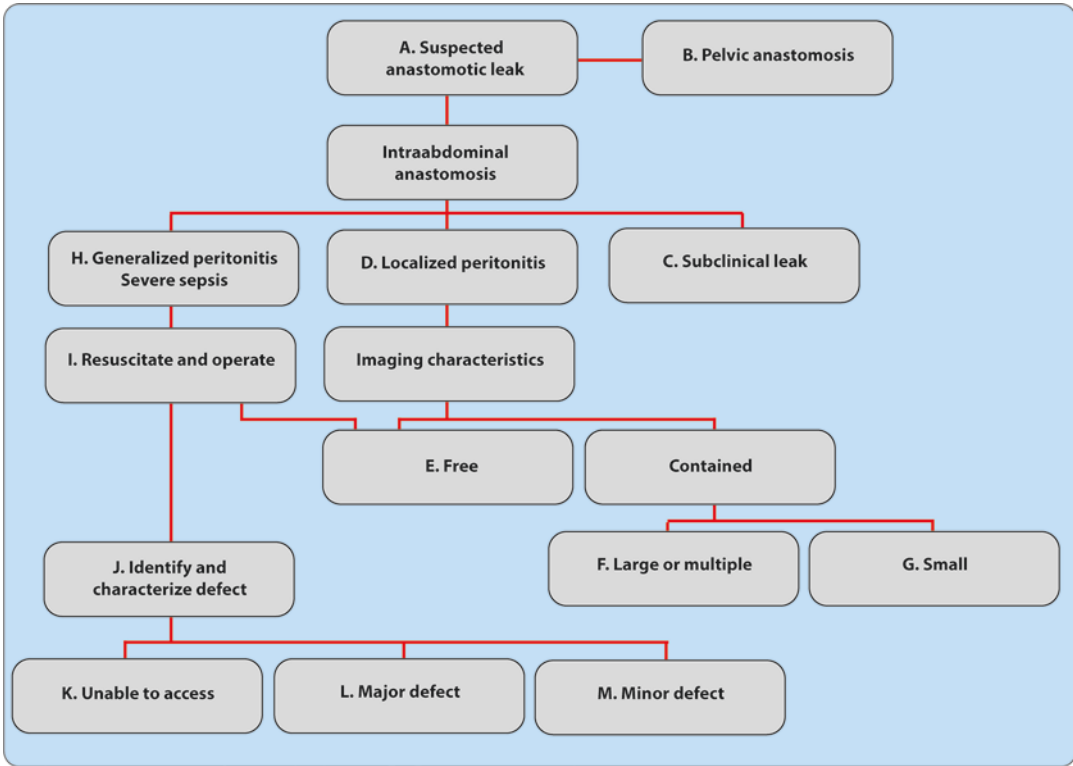 A. Suspected
anastomotic leak
B. Pelvic anastomosis
Intraabdominal
anastomosis
H. Generalized peritonitis
Severe sepsis
D. Localized peritonitis
C. Subclinical leak
I. Resuscitate and operate
Imaging characteristics
E. Free
Contained
J. Identify and
characterize defect
F. Large or multiple
G. Small
K. Unable to access
L. Major defect
M. Minor defect